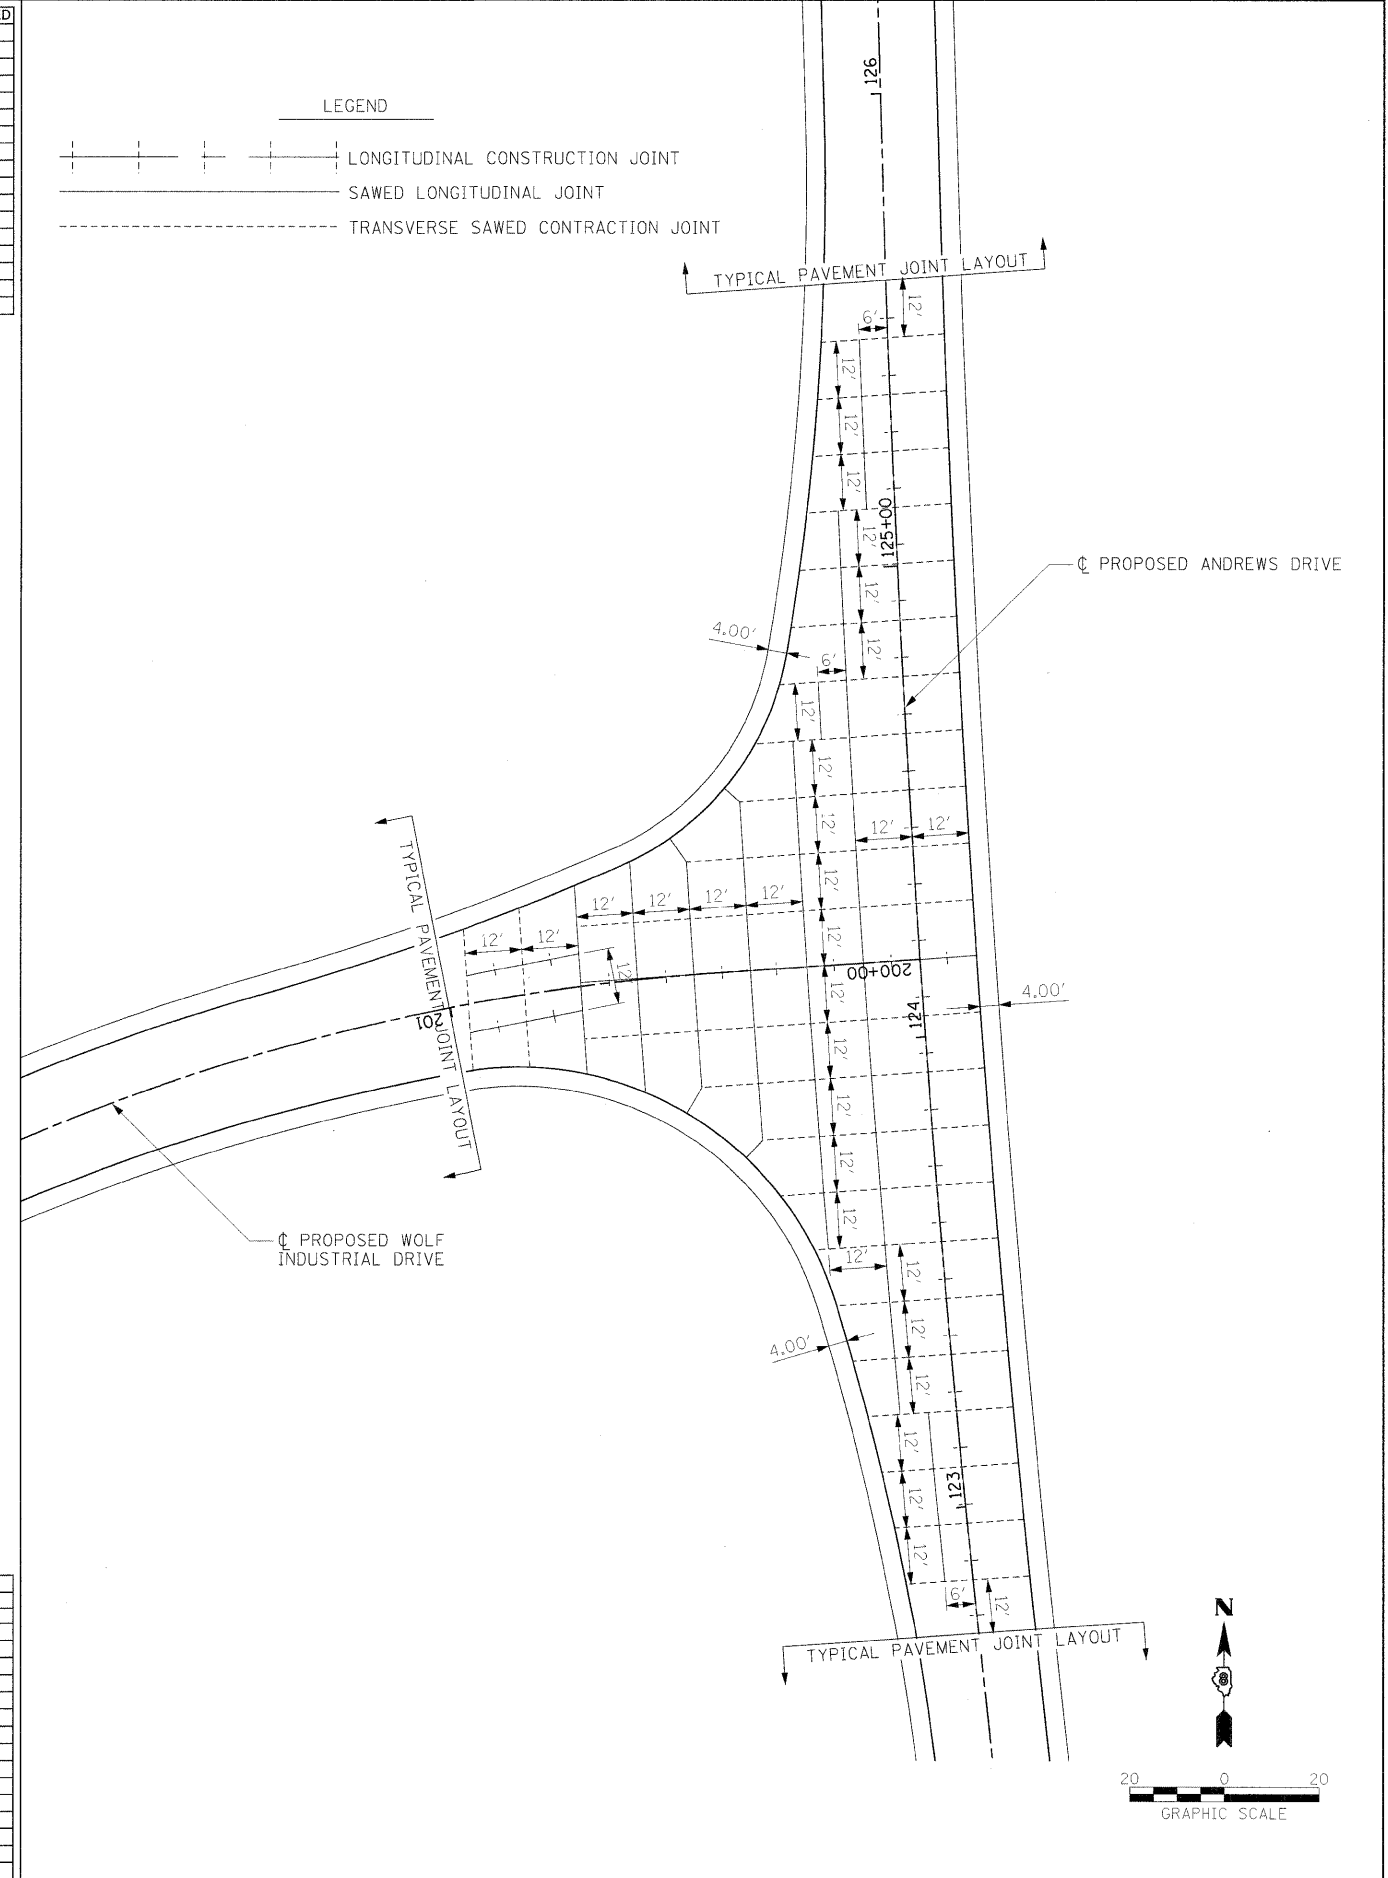 D
126
LEGEND
LONGITUDINAL CONSTRUCTION JOINT
SAWED LONGITUDINAL JOINT
TRANSVERSE SAWED CONTRACTION JOINT
TYPICAL PAVEMENT JOINT LAYOUT
12'
6'
12'
12'
12'
125+00
12'
℄ PROPOSED ANDREWS DRIVE
12'
4.00'
12'
6'
12'
12'
12'
12' 12'
TYPICAL PAVEMENT JOINT LAYOUT
12'
12' 12' 12' 12'
12'
12' 12'
12'
200+00
12'
4.00'
124
201
12'
12'
12'
12'
℄ PROPOSED WOLF
INDUSTRIAL DRIVE
12'
12'
12'
4.00'
12'
12'
12'
123
12'
12'
6'
12'
TYPICAL PAVEMENT JOINT LAYOUT
N
20 0 20
GRAPHIC SCALE